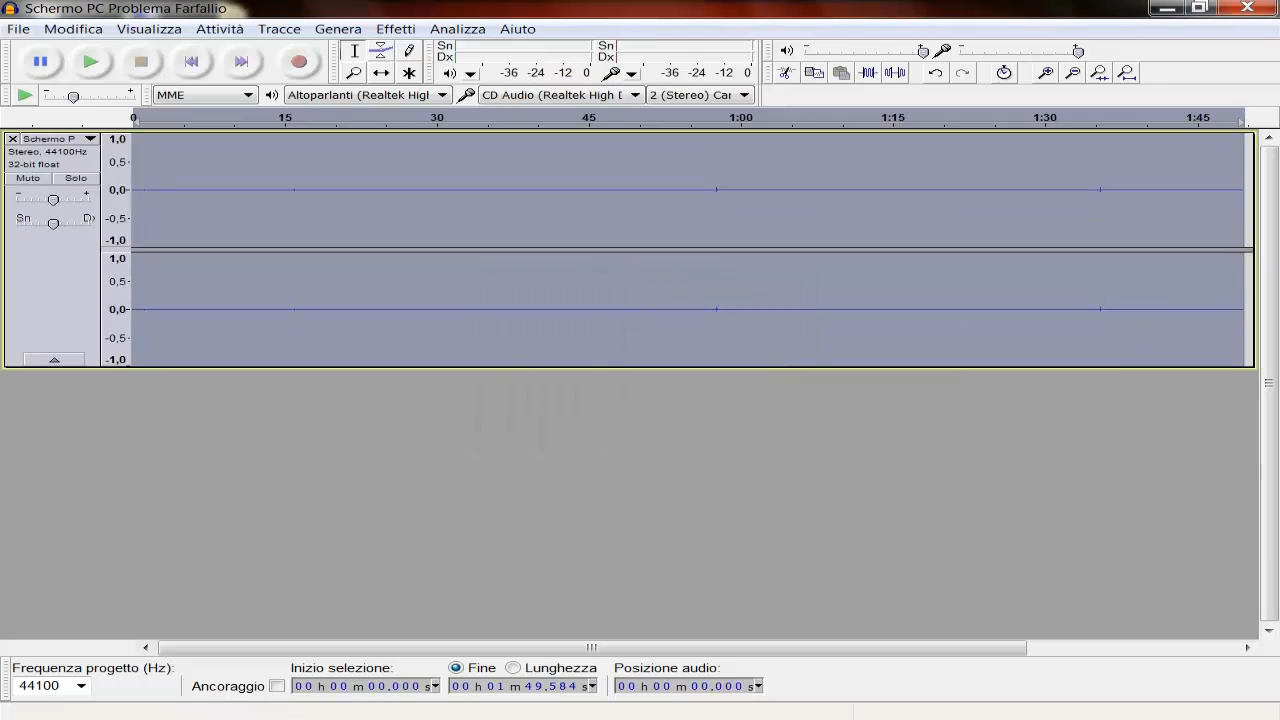 Schermo PC Problema Farfallio
File Modifica Visualizza Attività Tracce Genera Effetti Analizza Aiuto
Sn Sn
Dx Dx
-36 -24 -12 0 -36 -24 -12 0
MME Altoparlanti (Realtek Higl CD Audio (Realtek High D 2 (Stereo) Car
0 15 30 45 1:00 1:15 1:30 1:45
Schermo P 1,0
Stereo, 44100Hz
32-bit float 0,5
Muto Solo
- + 0,0
Sn D -0,5
-1,0
1,0
0,5
0,0
-0,5
-1,0
Frequenza progetto (Hz): Inizio selezione: Fine Lunghezza Posizione audio:
44100 Ancoraggio 00 h 00 m 00.000 s 00 h 01 m 49.584 s 00 h 00 m 00.000 s